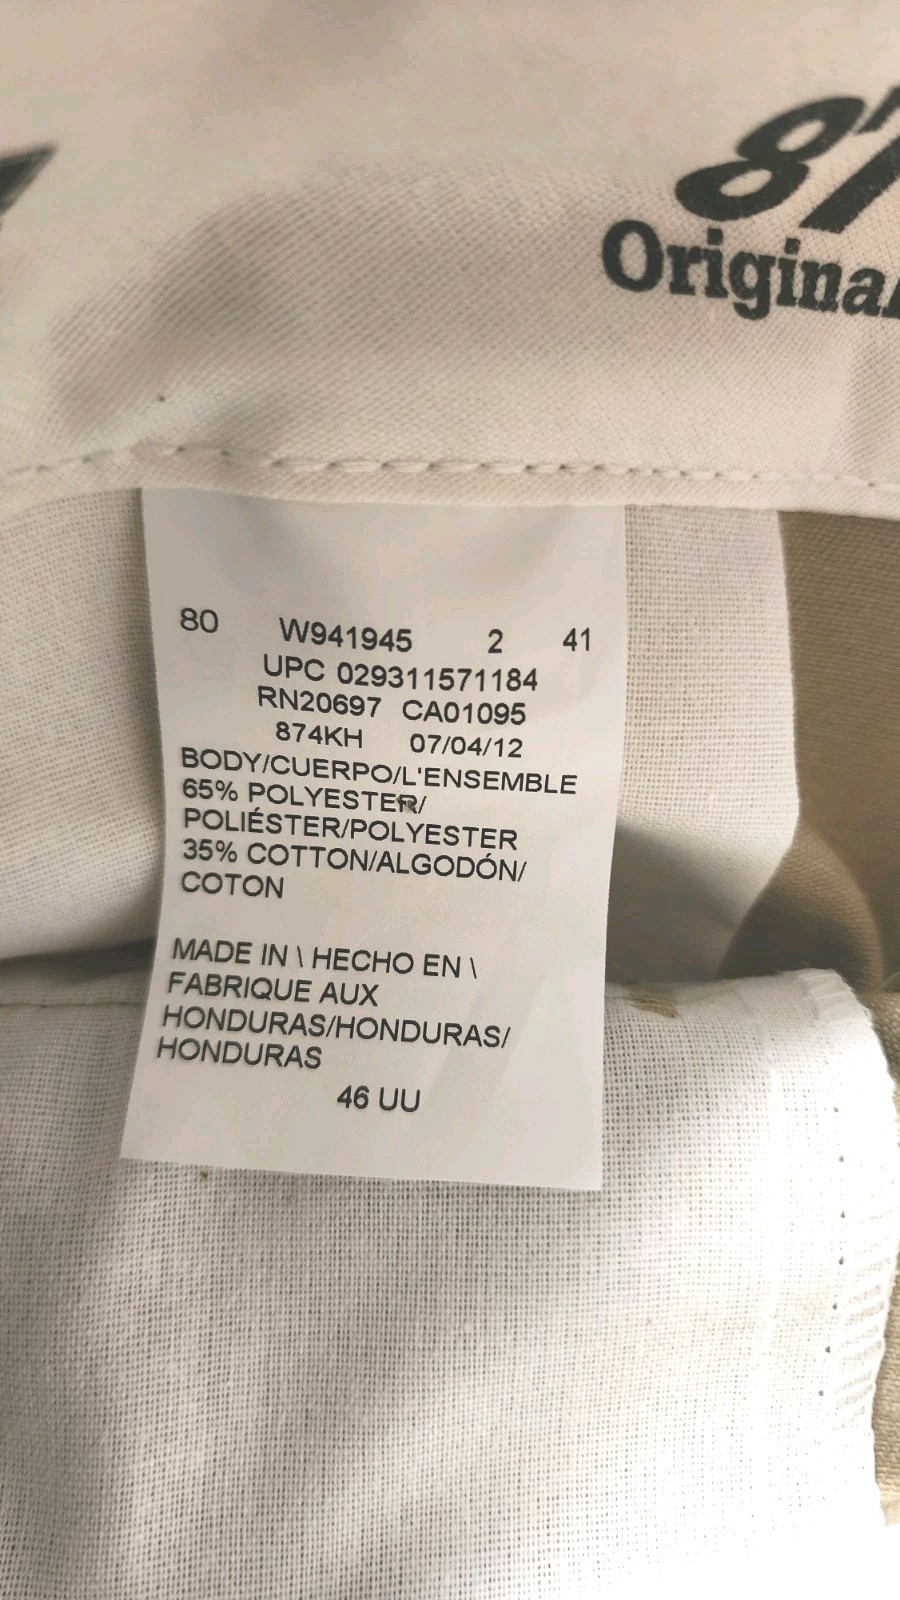 87
Original
80 W941945 2 41
UPC 029311571184
RN20697 CA01095
874KH 07/04/12
BODY/CUERPO/L'ENSEMBLE
65% POLYESTER/
POLIÉSTER/POLYESTER
35% COTTON/ALGODÓN/
COTON
MADE IN \ HECHO EN \
FABRIQUE AUX
HONDURAS/HONDURAS/
HONDURAS
46 UU